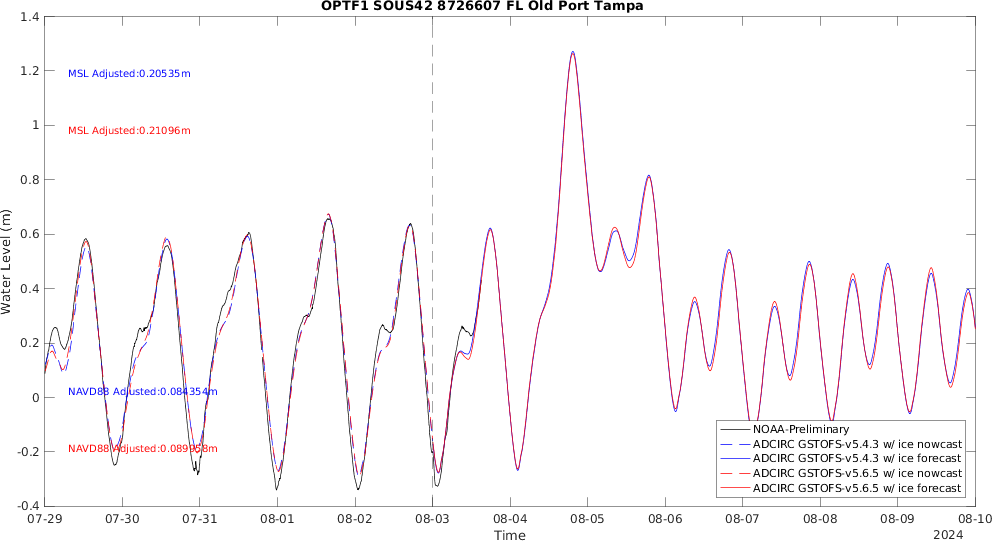 OPTF1 SOUS42 8726607 FL Old Port Tampa
1.4
1.2
1
0.8
0.6
0.4
0.2
0
-0.2
-0.4
Water Level (m)
MSL Adjusted:0.20535m
MSL Adjusted:0.21096m
NAVD88 Adjusted:0.084354m
NAVD88 Adjusted:0.089958m
NOAA-Preliminary
ADCIRC GSTOFS-v5.4.3 w/ ice nowcast
ADCIRC GSTOFS-v5.4.3 w/ ice forecast
ADCIRC GSTOFS-v5.6.5 w/ ice nowcast
ADCIRC GSTOFS-v5.6.5 w/ ice forecast
07-29 07-30 07-31 08-01 08-02 08-03 08-04 08-05 08-06 08-07 08-08 08-09 08-10
Time
2024